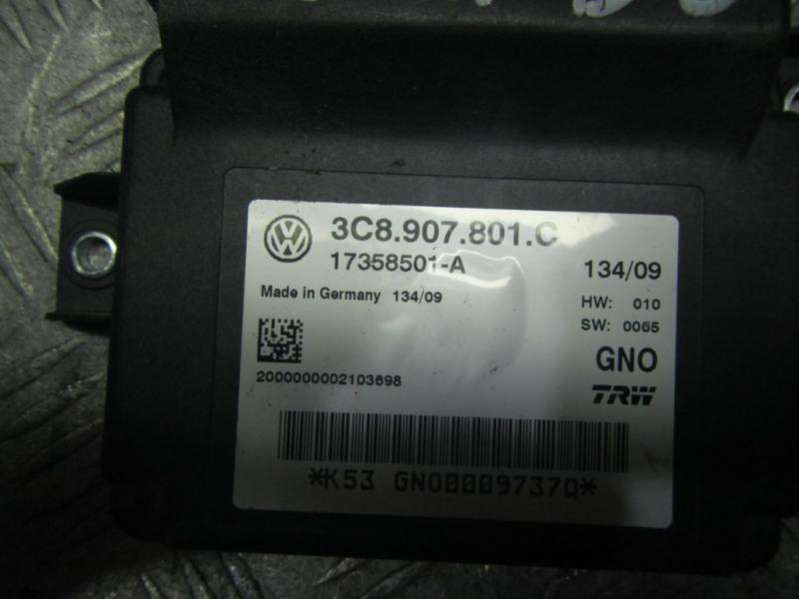 3C8.907.801.C
17358501-A
134/09
Made in Germany 134/09
HW: 010
SW: 0065
GNO
2000000002103698
TRW
*K53 GNO00009737Q*